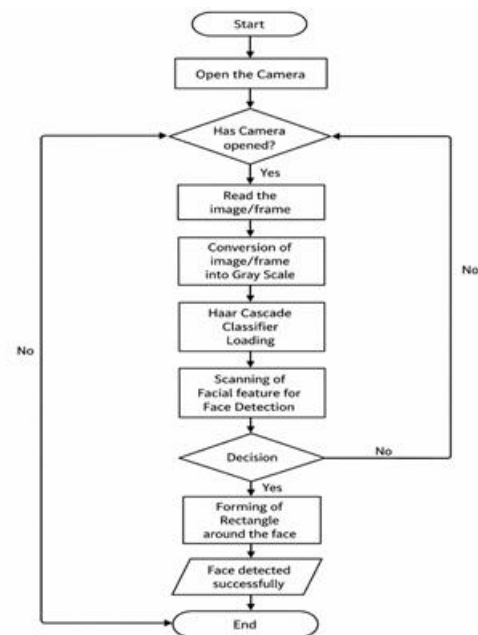 Start
Open the Camera
Has Camera
opened?
Yes
Read the
image/frame
Conversion of
image/frame
into Gray Scale
No
Haar Cascade
Classifier
Loading
No
Scanning of
Facial feature for
Face Detection
Decision
No
Yes
Forming of
Rectangle
around the face
Face detected
successfully
End